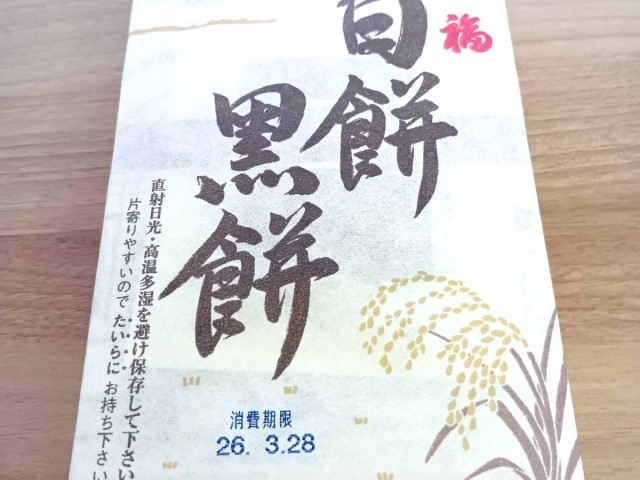 福
白餅
黒餅
直射日光・高温多湿を避け保存して下さい
片寄りやすいので たいらに お持ち下さい
消費期限
26. 3.28